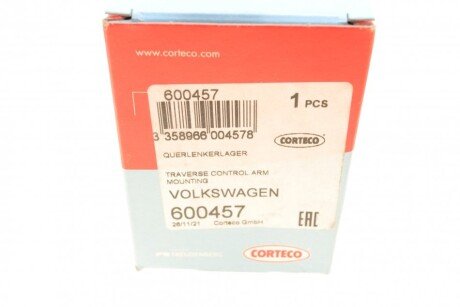 www.corteco.com
600457
1 PCS
3 358966 004578
CORTECO
QUERLENKERLAGER
TRAVERSE CONTROL ARM
MOUNTING
VOLKSWAGEN
600457
26/11/21 Corteco GmbH
EAC
FREUDENBERG
CORTECO